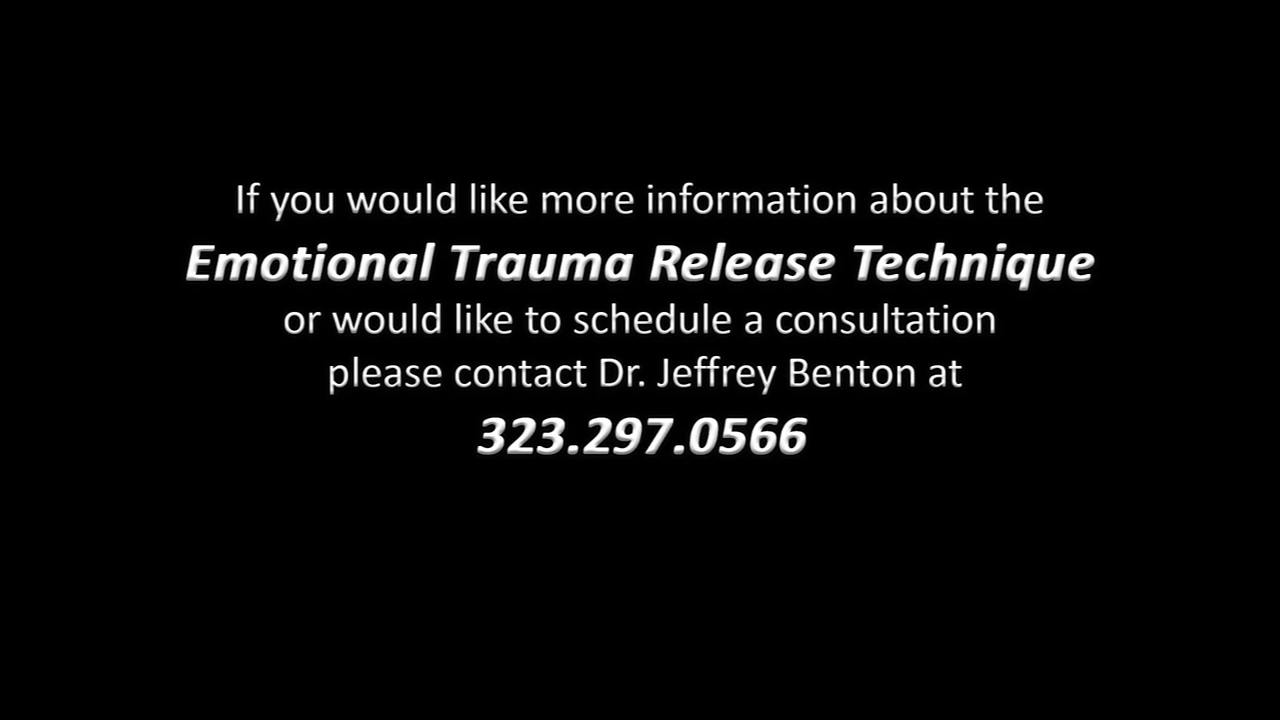 If you would like more information about the
Emotional Trauma Release Technique
or would like to schedule a consultation
please contact Dr. Jeffrey Benton at
323.297.0566